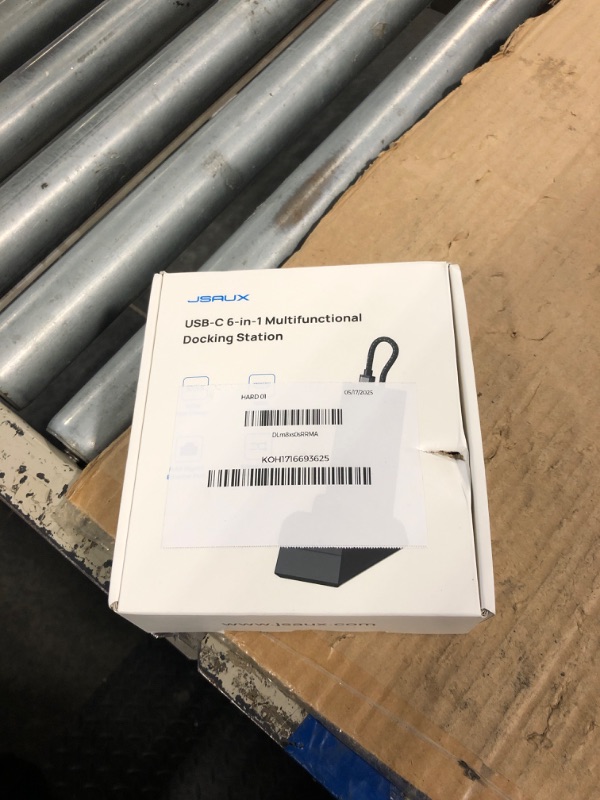 JSAUX
USB-C 6-in-1 Multifunctional
Docking Station
HARD 01 05/17/2025
KOH1716693625
www.jsaux.com